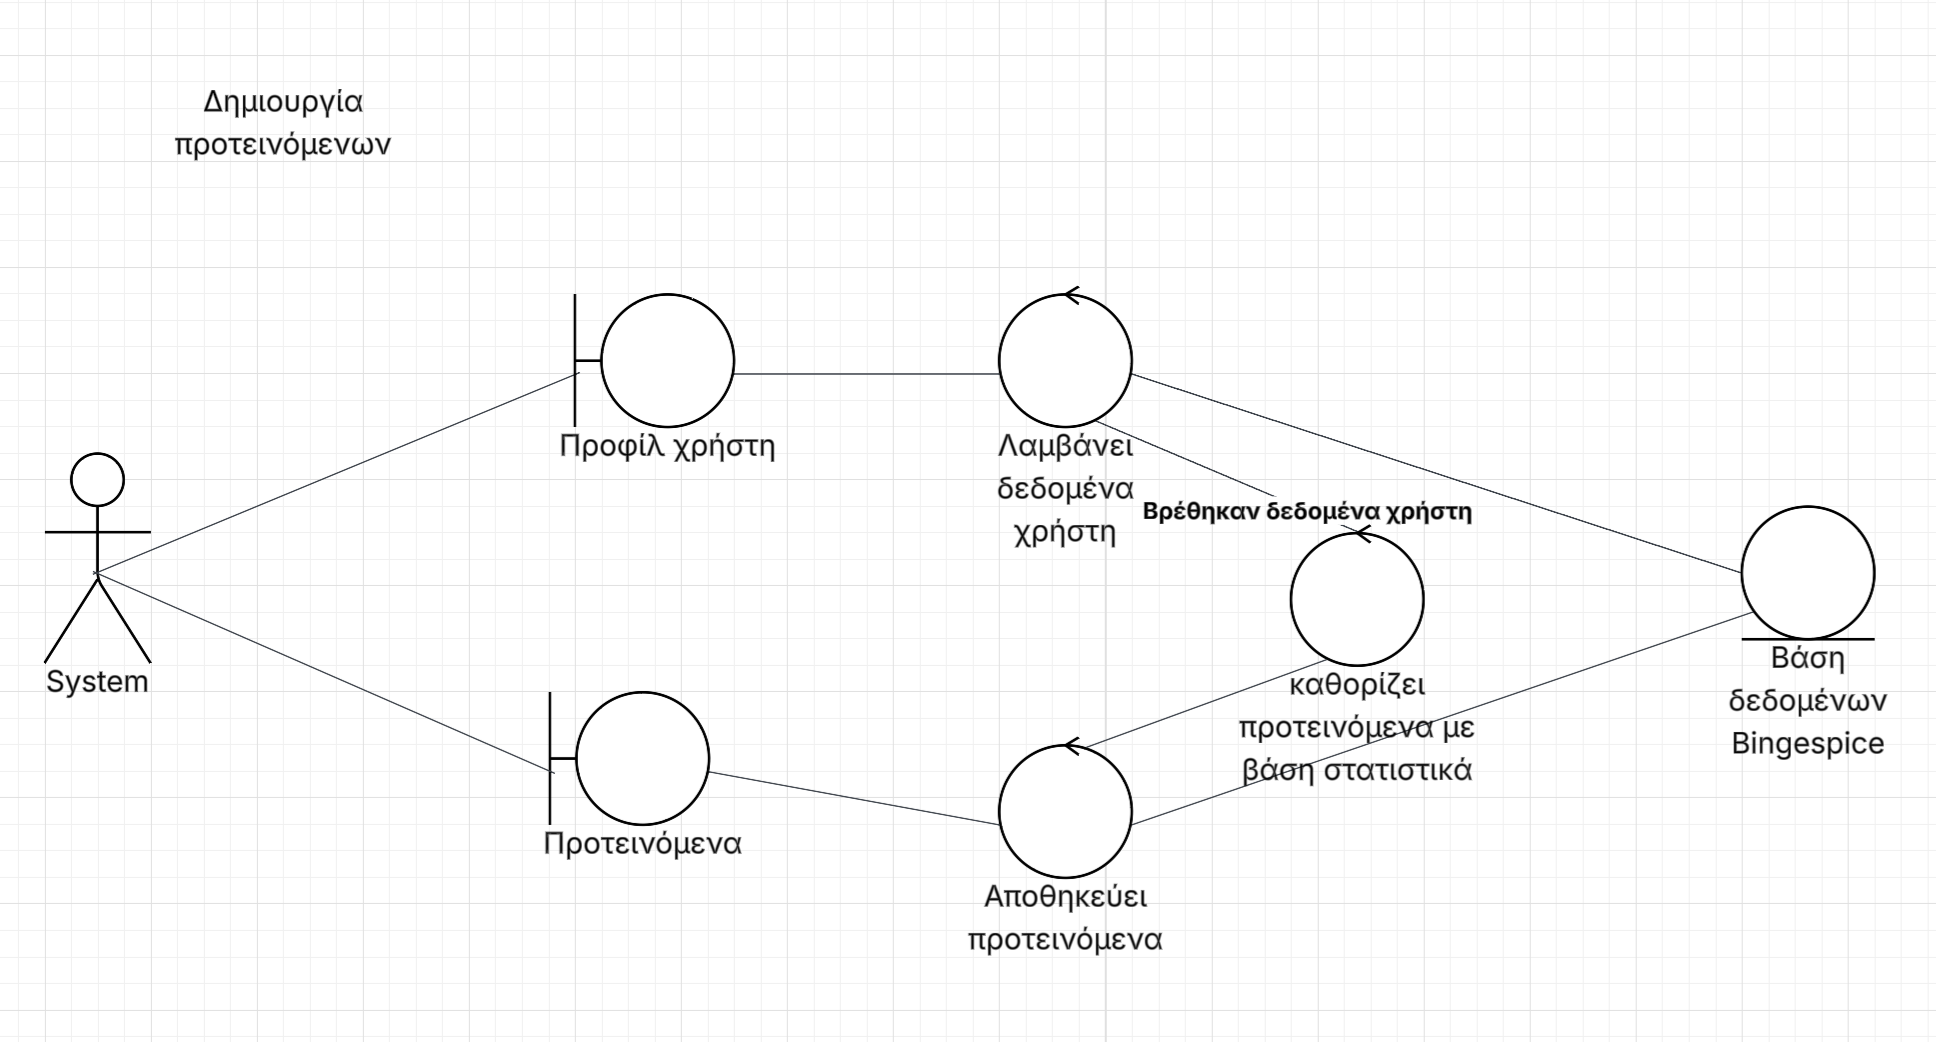 Δημιουργία
προτεινόμενων
Προφίλ χρήστη
Λαμβάνει
δεδομένα
χρήστη
Βρέθηκαν δεδομένα χρήστη
System
καθορίζει
προτεινόμενα με
βάση στατιστικά
Βάση
δεδομένων
Bingespice
Προτεινόμενα
Αποθηκεύει
προτεινόμενα